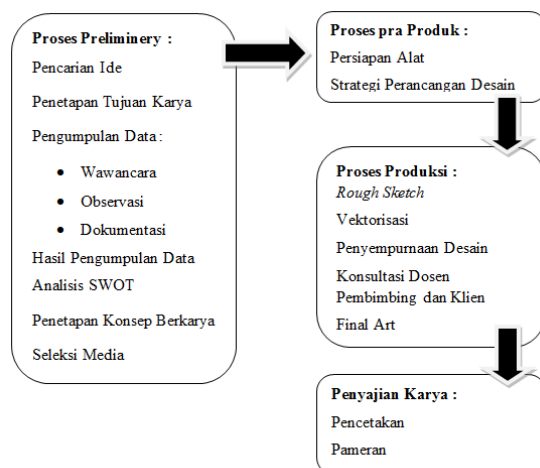 Proses Preliminery :
Pencarian Ide
Penetapan Tujuan Karya
Pengumpulan Data :
• Wawancara
• Observasi
• Dokumentasi
Hasil Pengumpulan Data
Analisis SWOT
Penetapan Konsep Berkarya
Seleksi Media
Proses pra Produk :
Persiapan Alat
Strategi Perancangan Desain
Proses Produksi :
Rough Sketch
Vektorisasi
Penyempurnaan Desain
Konsultasi Dosen
Pembimbing dan Klien
Final Art
Penyajian Karya :
Pencetakan
Pameran